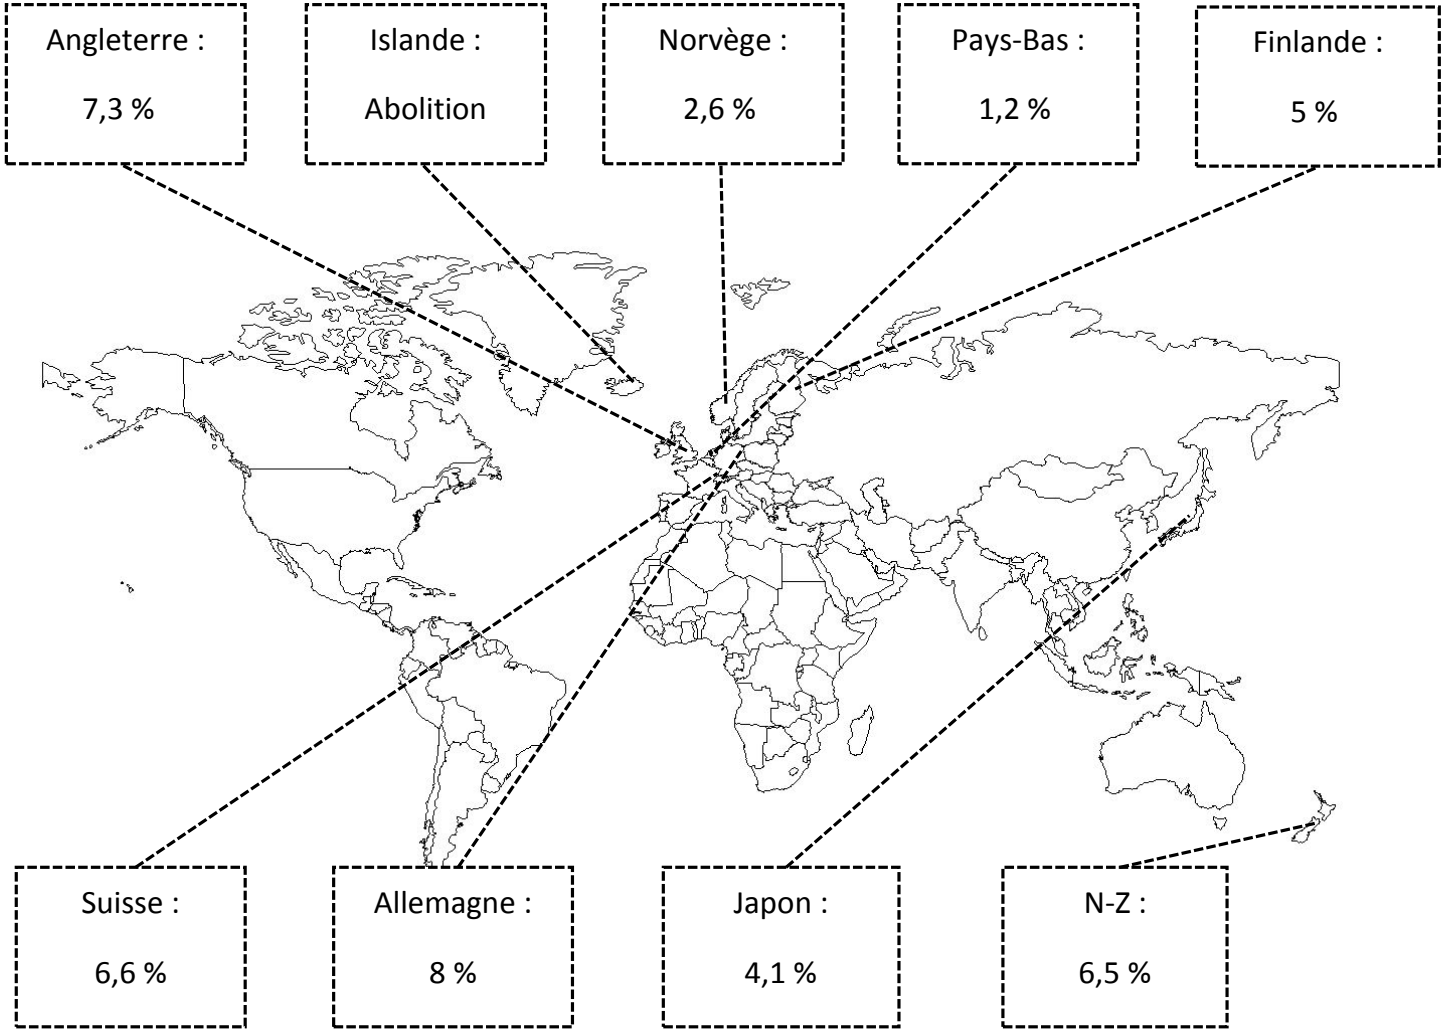 Angleterre :
7,3 %
Islande :
Abolition
Norvège :
2,6 %
Pays-Bas :
1,2 %
Finlande :
5 %
Suisse :
6,6 %
Allemagne :
8 %
Japon :
4,1 %
N-Z :
6,5 %